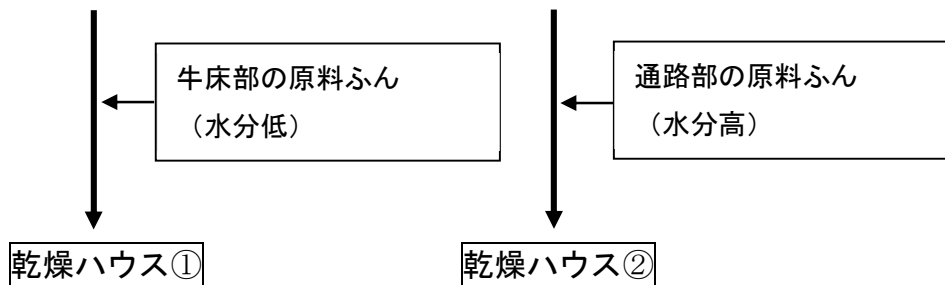 牛床部の原料ふん
（水分低）
通路部の原料ふん
（水分高）
乾燥ハウス①
乾燥ハウス②